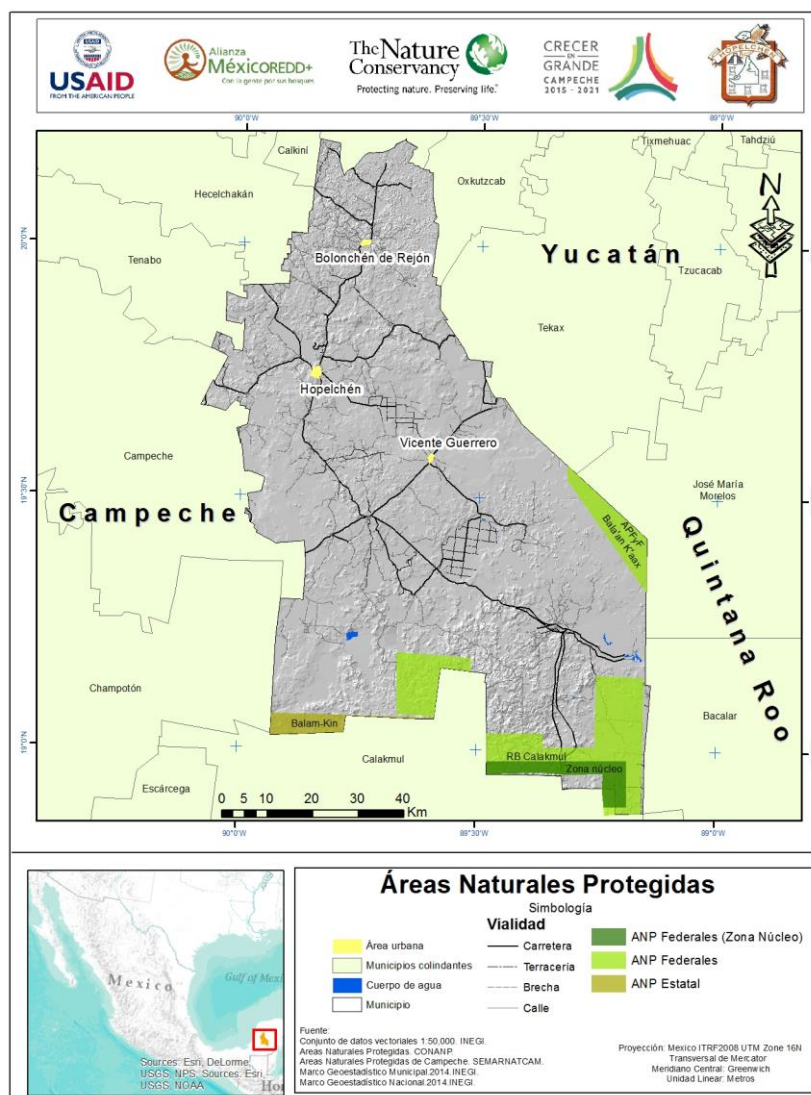 USAID
FROM THE AMERICAN PEOPLE
Alianza
MéxicoREDD+
Con la gente por sus bosques
The Nature
Conservancy
Protecting nature. Preserving life.
CRECER
EN
GRANDE
CAMPECHE
2015 - 2021
HOPELCHEN
90°0'W
89°30'W
89°0'W
Calkiní
Tixmehuac
Tahdziú
Hecelchakán
Oxkutzcab
N
20°0'N
Bolonchén de Rejón
Yucatán
Tenabo
Tzucacab
Tekax
Hopelchén
Vicente Guerrero
Campeche
José María
Morelos
19°30'N
Campeche
APFyF
Bala'an K'aax
Quintana Roo
Champotón
Balam-Kin
Bacalar
19°0'N
Calakmul
RB Calakmul
Zona núcleo
Escárcega
0 5 10 20 30 40
Km
90°0'W
89°30'W
89°0'W
Áreas Naturales Protegidas
Simbología
Vialidad
Área urbana
Municipios colindantes
Cuerpo de agua
Municipio
Carretera
Terracería
Brecha
Calle
ANP Federales (Zona Núcleo)
ANP Federales
ANP Estatal
Mexico
Gulf of Mexi
Sources: Esri, DeLorme,
USGS, NPS, Sources: Esri,
USGS, NOAA
Hon
Fuente:
Conjunto de datos vectoriales 1:50,000. INEGI.
Areas Naturales Protegidas. CONANP.
Areas Naturales Protegidas de Campeche. SEMARNATCAM.
Marco Geoestadístico Municipal.2014.INEGI.
Marco Geoestadístico Nacional.2014.INEGI.
Proyección: Mexico ITRF2008 UTM Zone 16N
Transversal de Mercator
Meridiano Central: Greenwich
Unidad Linear: Metros